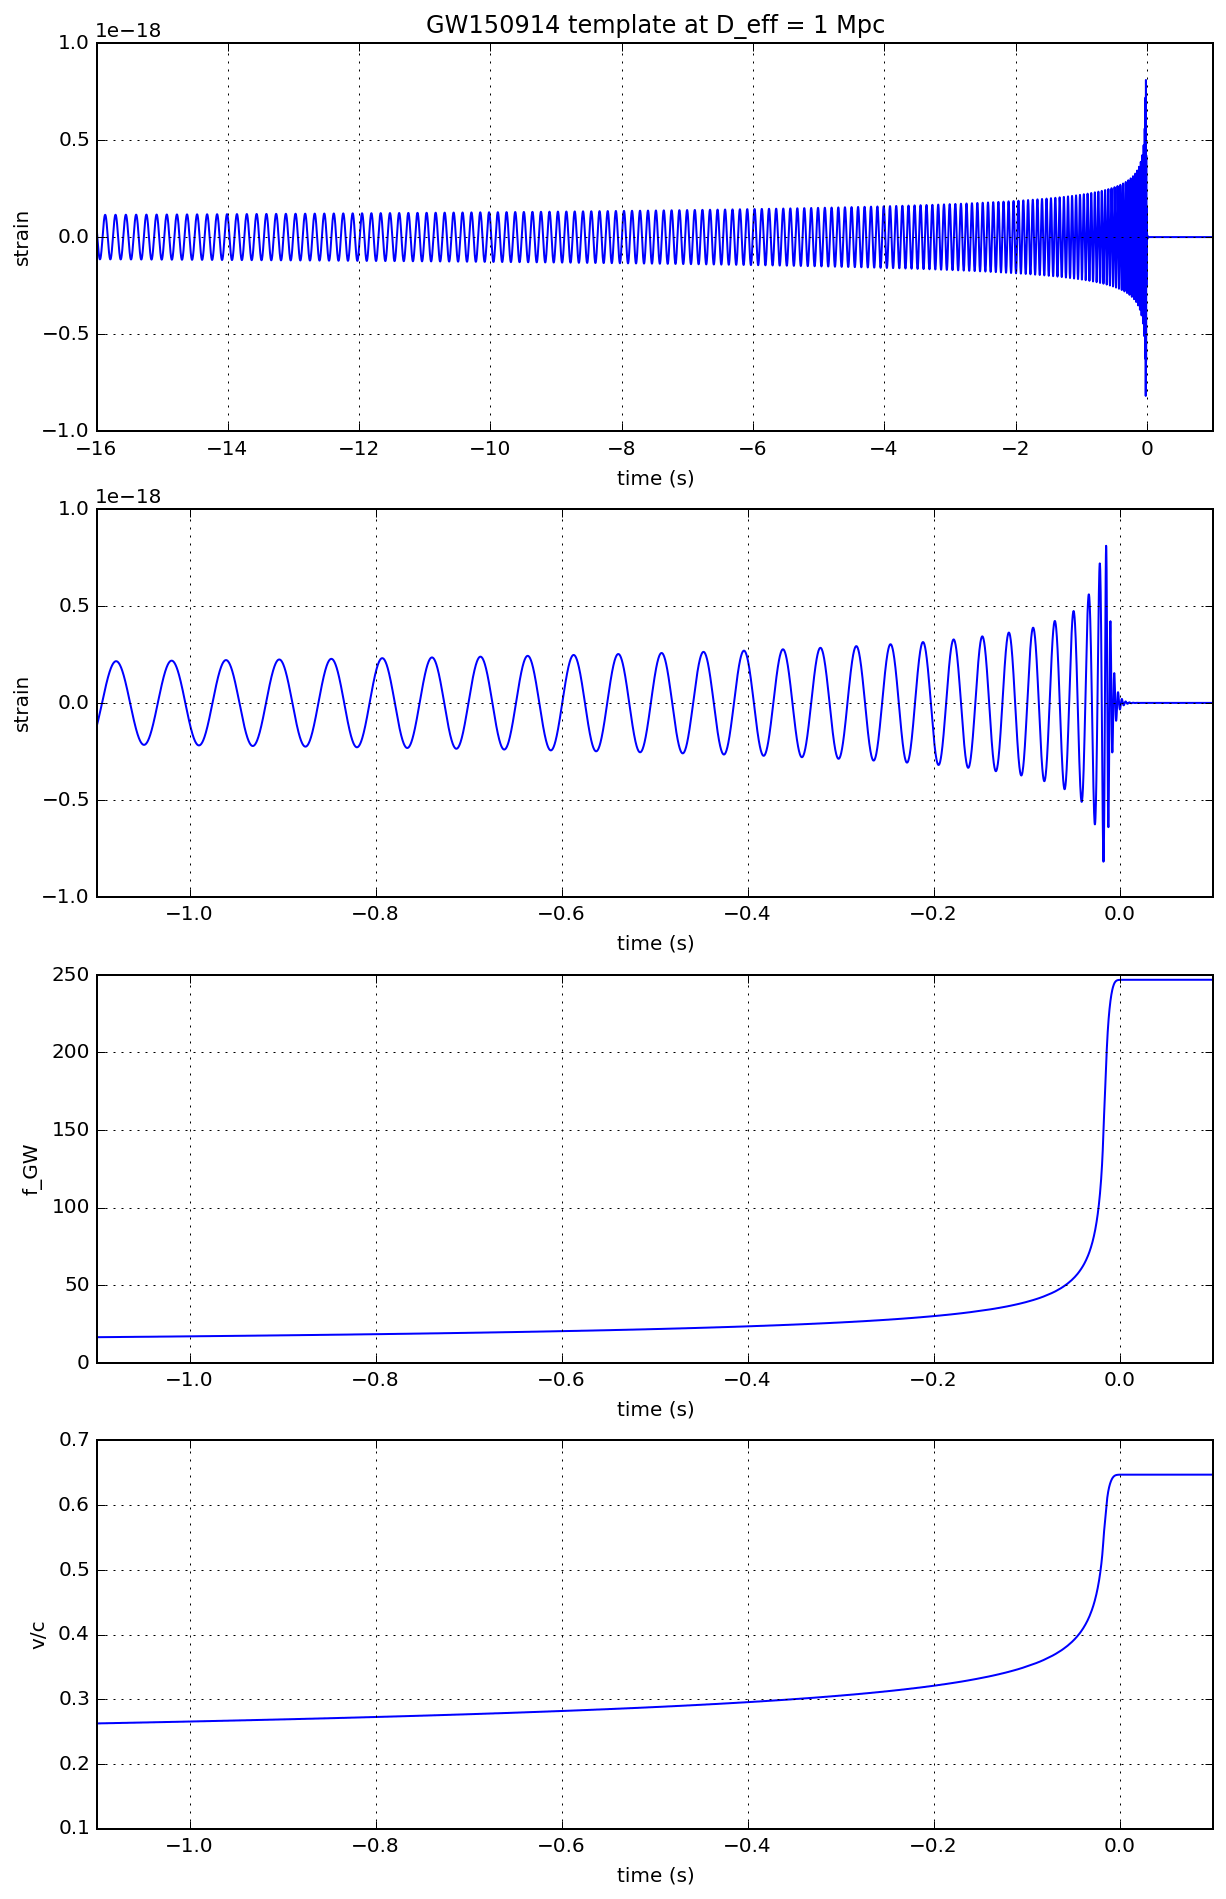 GW150914 template at D_eff = 1 Mpc
1e−18
1.0
0.5
0.0
−0.5
−1.0
strain
−16 −14 −12 −10 −8 −6 −4 −2 0
time (s)
1e−18
1.0
0.5
0.0
−0.5
−1.0
strain
−1.0 −0.8 −0.6 −0.4 −0.2 0.0
time (s)
250
200
150
100
50
0
f_GW
−1.0 −0.8 −0.6 −0.4 −0.2 0.0
time (s)
0.7
0.6
0.5
0.4
0.3
0.2
0.1
v/c
−1.0 −0.8 −0.6 −0.4 −0.2 0.0
time (s)